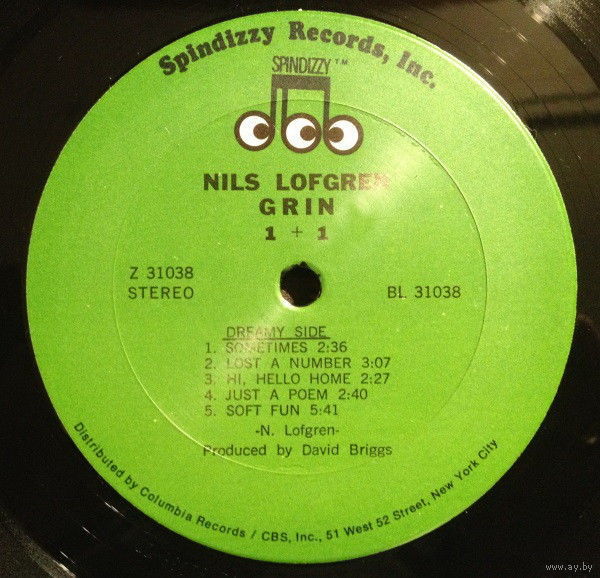 Spindizzy Records, Inc.
SPINDIZZY™
NILS LOFGREN
GRIN
1 + 1
Z 31038
STEREO
BL 31038
DREAMY SIDE
1. SOMETIMES 2:36
2. LOST A NUMBER 3:07
3. HI, HELLO HOME 2:27
4. JUST A POEM 2:40
5. SOFT FUN 5:41
-N. Lofgren-
Produced by David Briggs
Distributed by Columbia Records / CBS, Inc., 51 West 52 Street, New York City
www.ay.by